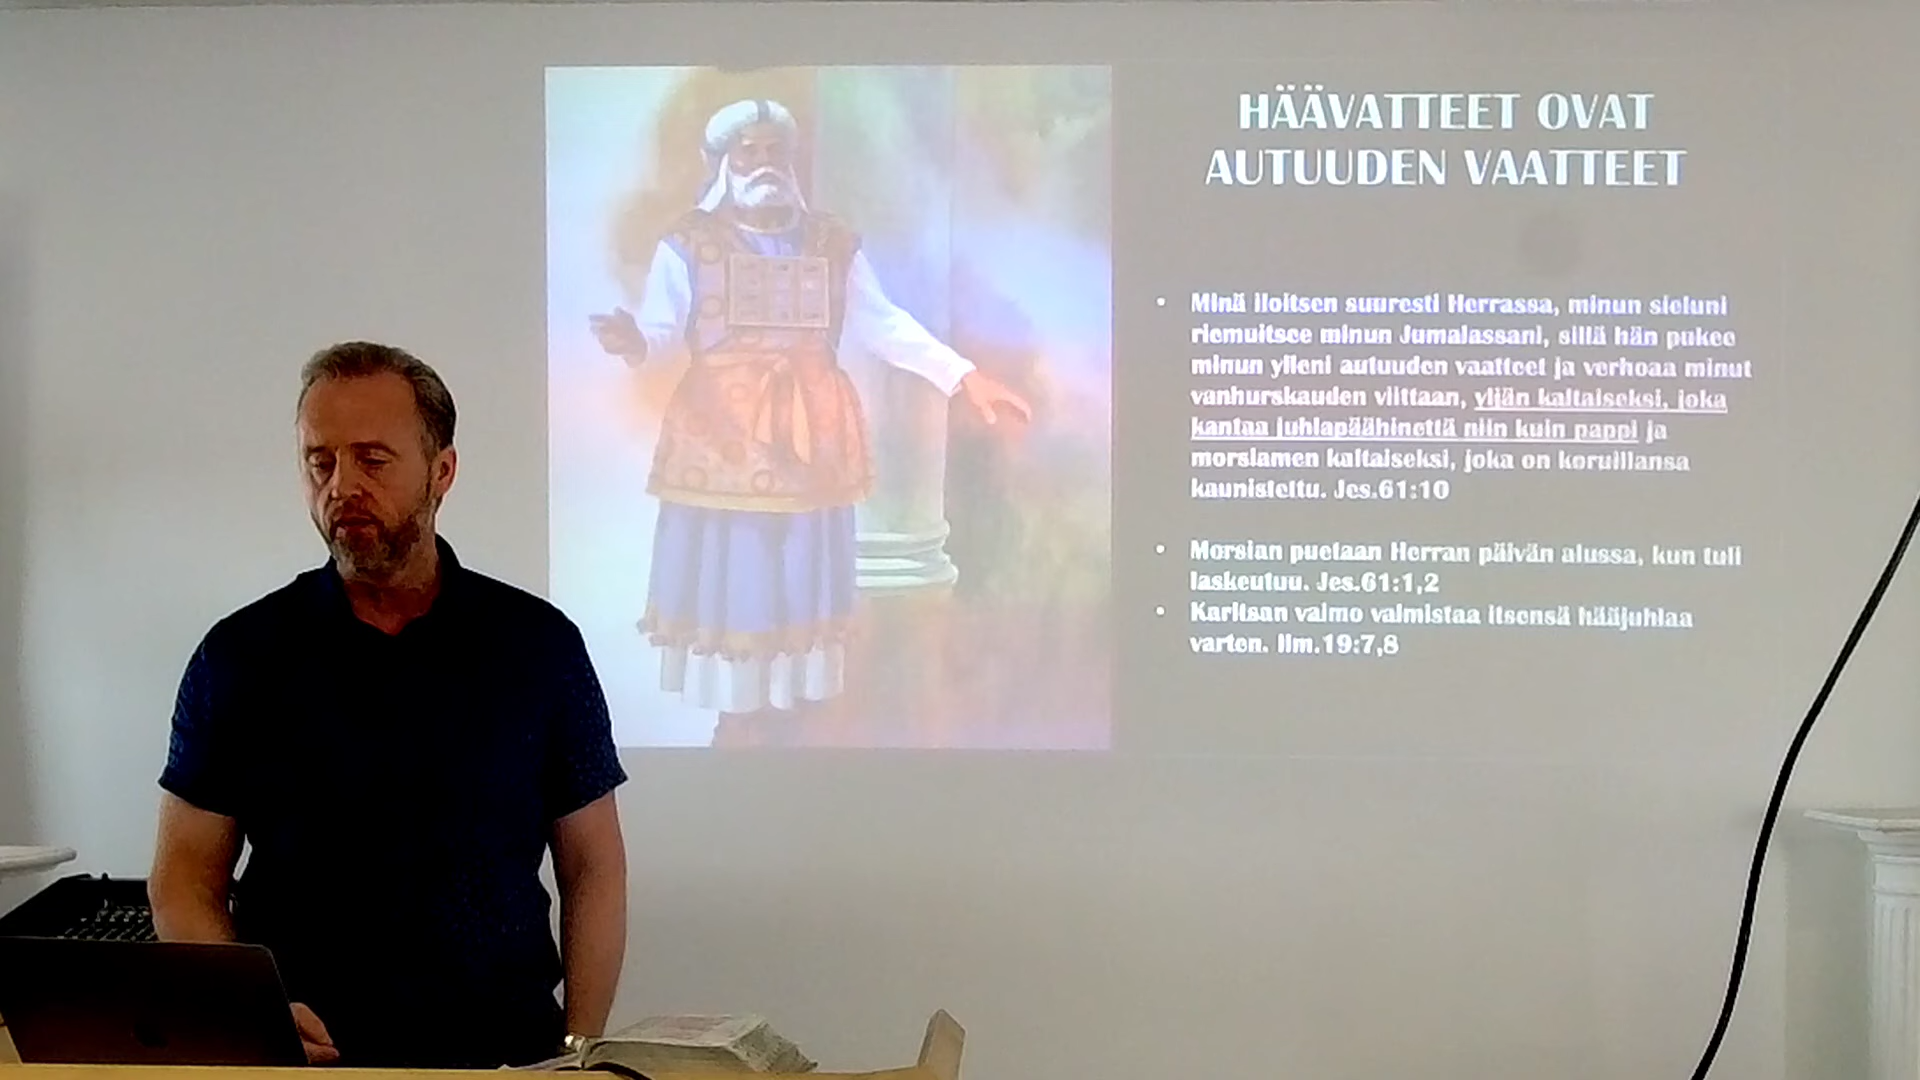 HÄÄVATTEET OVAT
AUTUUDEN VAATTEET
• Minä iloitsen suuresti Herrassa, minun sieluni
riemuitsee minun Jumalassani, sillä hän pukee
minun ylleni autuuden vaatteet ja verhoaa minut
vanhurskauden viittaan, yljän kaltaiseksi, joka
kantaa juhlapäähinettä niin kuin pappi ja
morsiamen kaltaiseksi, joka on koruillansa
kaunistettu. Jes.61:10
• Morsian puetaan Herran päivän alussa, kun tuli
laskeutuu. Jes.61:1,2
• Karitsan vaimo valmistaa itsensä hääjuhlaa
varten. Ilm.19:7,8